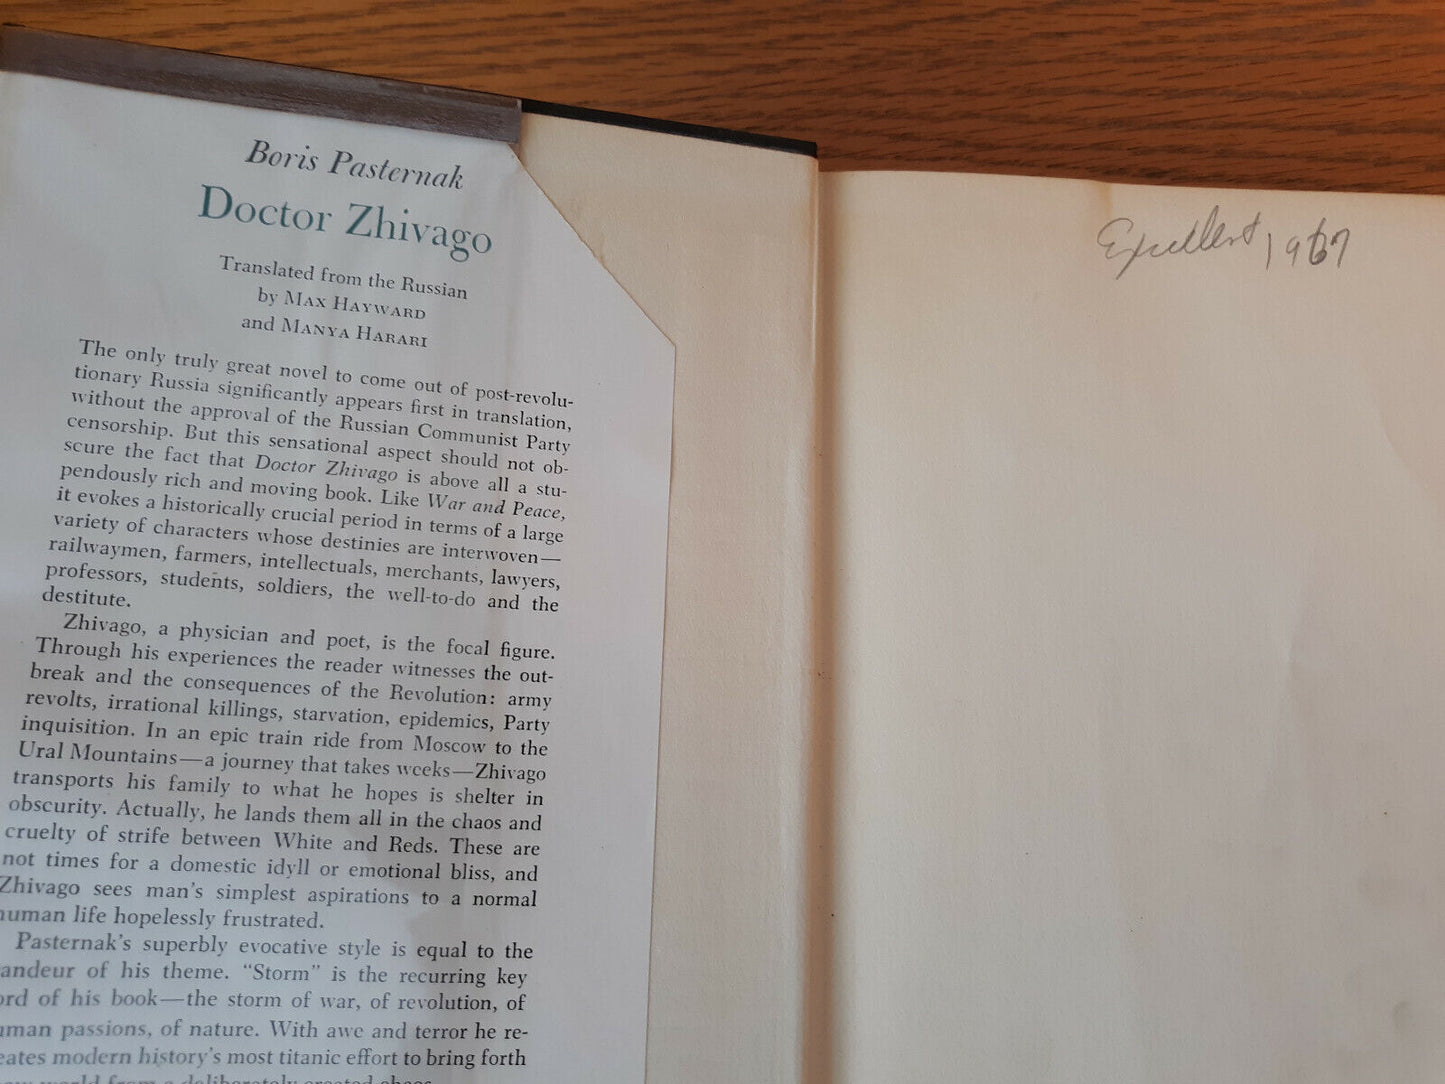 Boris Pasternak
Doctor Zhivago
Translated from the Russian
by Max Hayward
and Manya Harari
The only truly great novel to come out of post-revolu-
tionary Russia significantly appears first in translation,
without the approval of the Russian Communist Party
censorship. But this sensational aspect should not ob-
scure the fact that Doctor Zhivago is above all a stu-
pendously rich and moving book. Like War and Peace,
it evokes a historically crucial period in terms of a large
variety of characters whose destinies are interwoven—
railwaymen, farmers, intellectuals, merchants, lawyers,
professors, students, soldiers, the well-to-do and the
destitute.
Zhivago, a physician and poet, is the focal figure.
Through his experiences the reader witnesses the out-
break and the consequences of the Revolution: army
revolts, irrational killings, starvation, epidemics, Party
inquisition. In an epic train ride from Moscow to the
Ural Mountains—a journey that takes weeks—Zhivago
transports his family to what he hopes is shelter in
obscurity. Actually, he lands them all in the chaos and
cruelty of strife between White and Reds. These are
not times for a domestic idyll or emotional bliss, and
Zhivago sees man's simplest aspirations to a normal
human life hopelessly frustrated.
Pasternak's superbly evocative style is equal to the
andeur of his theme. "Storm" is the recurring key
ord of his book—the storm of war, of revolution, of
uman passions, of nature. With awe and terror he re-
eates modern history's most titanic effort to bring forth
world from a deliberately created chaos.
Excellent 1967